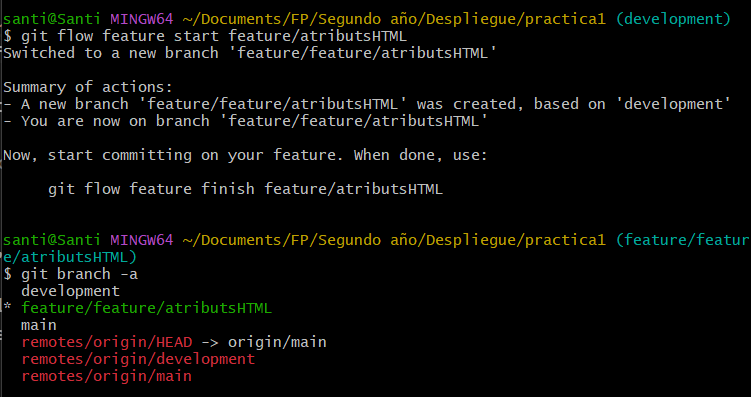 santi@Santi MINGW64 ~/Documents/FP/Segundo año/Despliegue/practica1 (development)
$ git flow feature start feature/atributsHTML
Switched to a new branch 'feature/feature/atributsHTML'

Summary of actions:
- A new branch 'feature/feature/atributsHTML' was created, based on 'development'
- You are now on branch 'feature/feature/atributsHTML'

Now, start committing on your feature. When done, use:

     git flow feature finish feature/atributsHTML

santi@Santi MINGW64 ~/Documents/FP/Segundo año/Despliegue/practica1 (feature/featur
e/atributsHTML)
$ git branch -a
  development
* feature/feature/atributsHTML
  main
  remotes/origin/HEAD -> origin/main
  remotes/origin/development
  remotes/origin/main